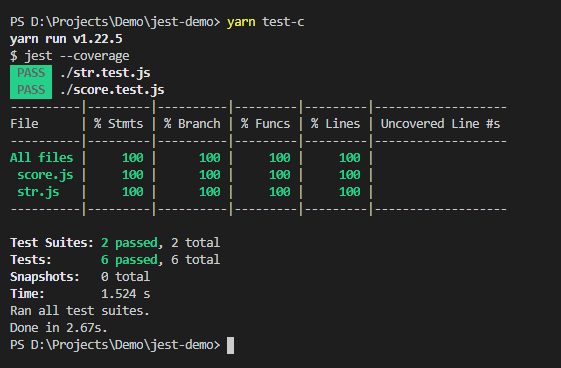 PS D:\Projects\Demo\jest-demo> yarn test-c
yarn run v1.22.5
$ jest --coverage
PASS ./str.test.js
PASS ./score.test.js
----------|---------|----------|---------|---------|-------------------
File      | % Stmts | % Branch | % Funcs | % Lines | Uncovered Line #s
----------|---------|----------|---------|---------|-------------------
All files |     100 |      100 |     100 |     100 |
 score.js |     100 |      100 |     100 |     100 |
 str.js   |     100 |      100 |     100 |     100 |
----------|---------|----------|---------|---------|-------------------
Test Suites: 2 passed, 2 total
Tests:       6 passed, 6 total
Snapshots:   0 total
Time:        1.524 s
Ran all test suites.
Done in 2.67s.
PS D:\Projects\Demo\jest-demo>